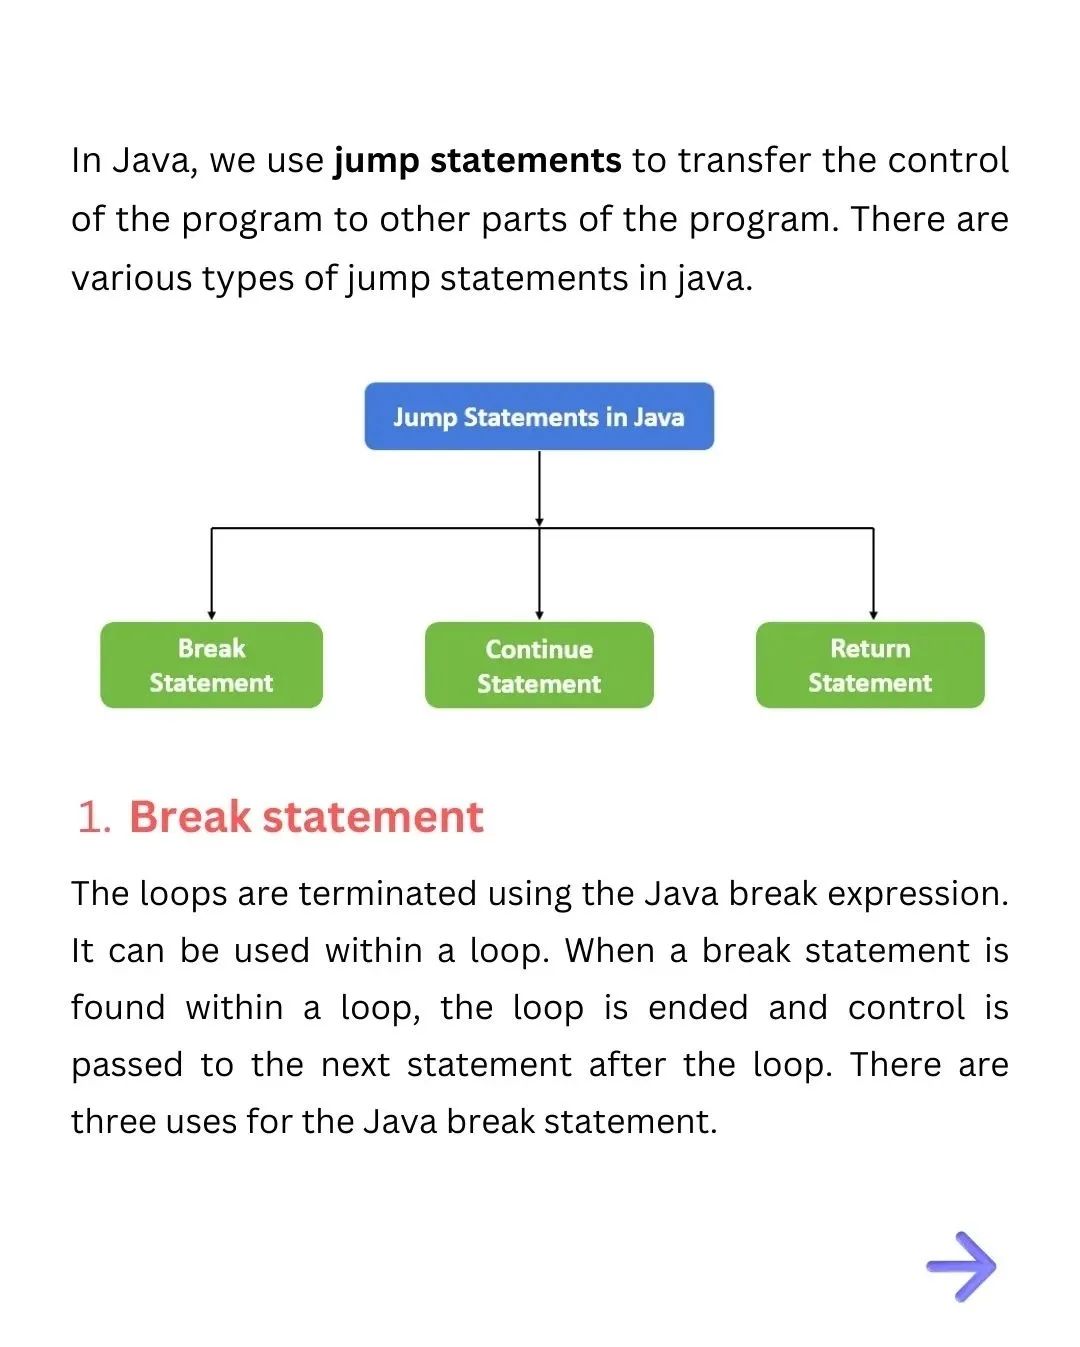 In Java, we use jump statements to transfer the control
of the program to other parts of the program. There are
various types of jump statements in java.
Jump Statements in Java
Break
Statement
Continue
Statement
Return
Statement
1. Break statement
The loops are terminated using the Java break expression.
It can be used within a loop. When a break statement is
found within a loop, the loop is ended and control is
passed to the next statement after the loop. There are
three uses for the Java break statement.